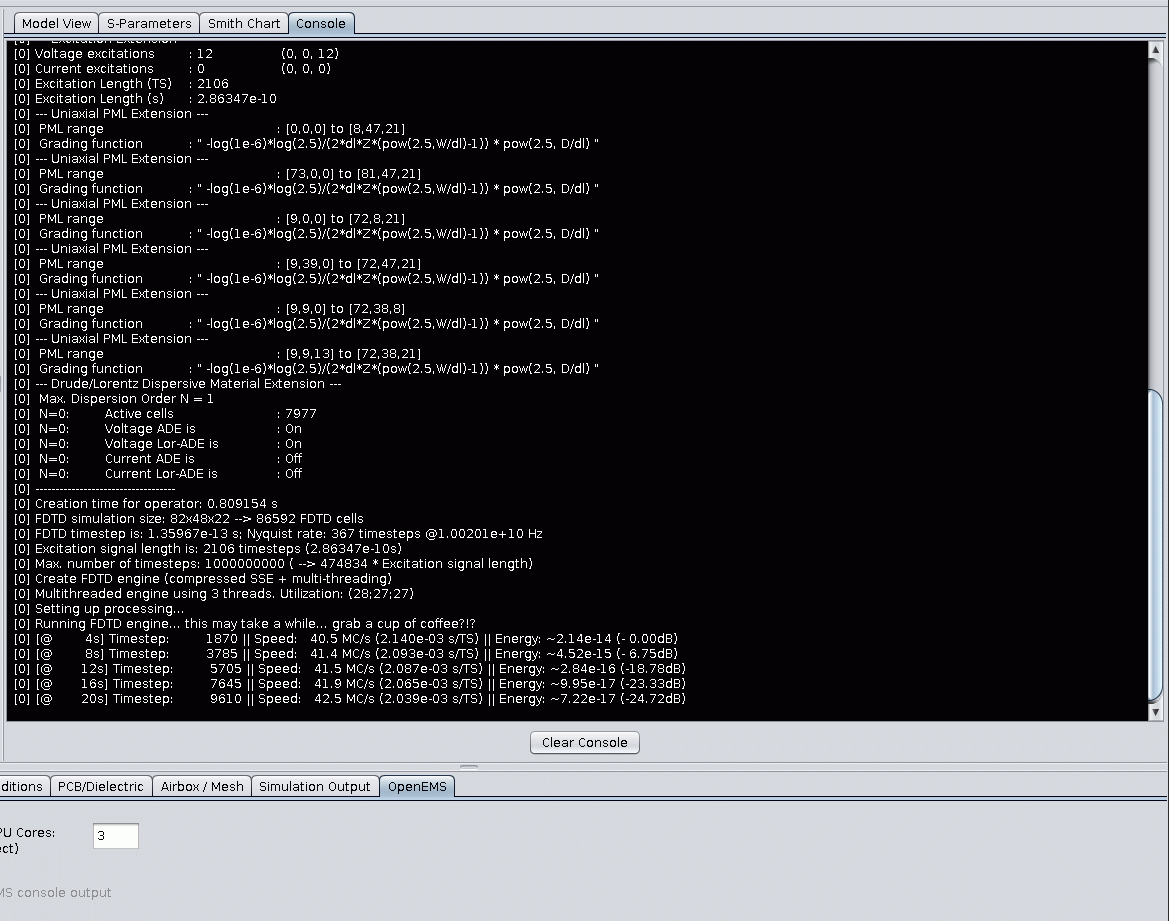 Model View S-Parameters Smith Chart Console
[0] --- Excitation Extension ---
[0] Voltage excitations : 12 (0, 0, 12)
[0] Current excitations : 0 (0, 0, 0)
[0] Excitation Length (TS) : 2106
[0] Excitation Length (s) : 2.86347e-10
[0] --- Uniaxial PML Extension ---
[0] PML range : [0,0,0] to [8,47,21]
[0] Grading function : " -log(1e-6)*log(2.5)/(2*dl*Z*(pow(2.5,W/dl)-1)) * pow(2.5, D/dl) "
[0] --- Uniaxial PML Extension ---
[0] PML range : [73,0,0] to [81,47,21]
[0] Grading function : " -log(1e-6)*log(2.5)/(2*dl*Z*(pow(2.5,W/dl)-1)) * pow(2.5, D/dl) "
[0] --- Uniaxial PML Extension ---
[0] PML range : [9,0,0] to [72,8,21]
[0] Grading function : " -log(1e-6)*log(2.5)/(2*dl*Z*(pow(2.5,W/dl)-1)) * pow(2.5, D/dl) "
[0] --- Uniaxial PML Extension ---
[0] PML range : [9,39,0] to [72,47,21]
[0] Grading function : " -log(1e-6)*log(2.5)/(2*dl*Z*(pow(2.5,W/dl)-1)) * pow(2.5, D/dl) "
[0] --- Uniaxial PML Extension ---
[0] PML range : [9,9,0] to [72,38,8]
[0] Grading function : " -log(1e-6)*log(2.5)/(2*dl*Z*(pow(2.5,W/dl)-1)) * pow(2.5, D/dl) "
[0] --- Uniaxial PML Extension ---
[0] PML range : [9,9,13] to [72,38,21]
[0] Grading function : " -log(1e-6)*log(2.5)/(2*dl*Z*(pow(2.5,W/dl)-1)) * pow(2.5, D/dl) "
[0] --- Drude/Lorentz Dispersive Material Extension ---
[0] Max. Dispersion Order N = 1
[0] N=0: Active cells : 7977
[0] N=0: Voltage ADE is : On
[0] N=0: Voltage Lor-ADE is : On
[0] N=0: Current ADE is : Off
[0] N=0: Current Lor-ADE is : Off
[0] -----------------------------------
[0] Creation time for operator: 0.809154 s
[0] FDTD simulation size: 82x48x22 --> 86592 FDTD cells
[0] FDTD timestep is: 1.35967e-13 s; Nyquist rate: 367 timesteps @1.00201e+10 Hz
[0] Excitation signal length is: 2106 timesteps (2.86347e-10s)
[0] Max. number of timesteps: 1000000000 ( --> 474834 * Excitation signal length)
[0] Create FDTD engine (compressed SSE + multi-threading)
[0] Multithreaded engine using 3 threads. Utilization: (28;27;27)
[0] Setting up processing...
[0] Running FDTD engine... this may take a while... grab a cup of coffee?!?
[0] [@ 4s] Timestep: 1870 || Speed: 40.5 MC/s (2.140e-03 s/TS) || Energy: ~2.14e-14 (- 0.00dB)
[0] [@ 8s] Timestep: 3785 || Speed: 41.4 MC/s (2.093e-03 s/TS) || Energy: ~4.52e-15 (- 6.75dB)
[0] [@ 12s] Timestep: 5705 || Speed: 41.5 MC/s (2.087e-03 s/TS) || Energy: ~2.84e-16 (-18.78dB)
[0] [@ 16s] Timestep: 7645 || Speed: 41.9 MC/s (2.065e-03 s/TS) || Energy: ~9.95e-17 (-23.33dB)
[0] [@ 20s] Timestep: 9610 || Speed: 42.5 MC/s (2.039e-03 s/TS) || Energy: ~7.22e-17 (-24.72dB)
Clear Console
ditions PCB/Dielectric Airbox / Mesh Simulation Output OpenEMS
PU Cores: 3
ect)
MS console output